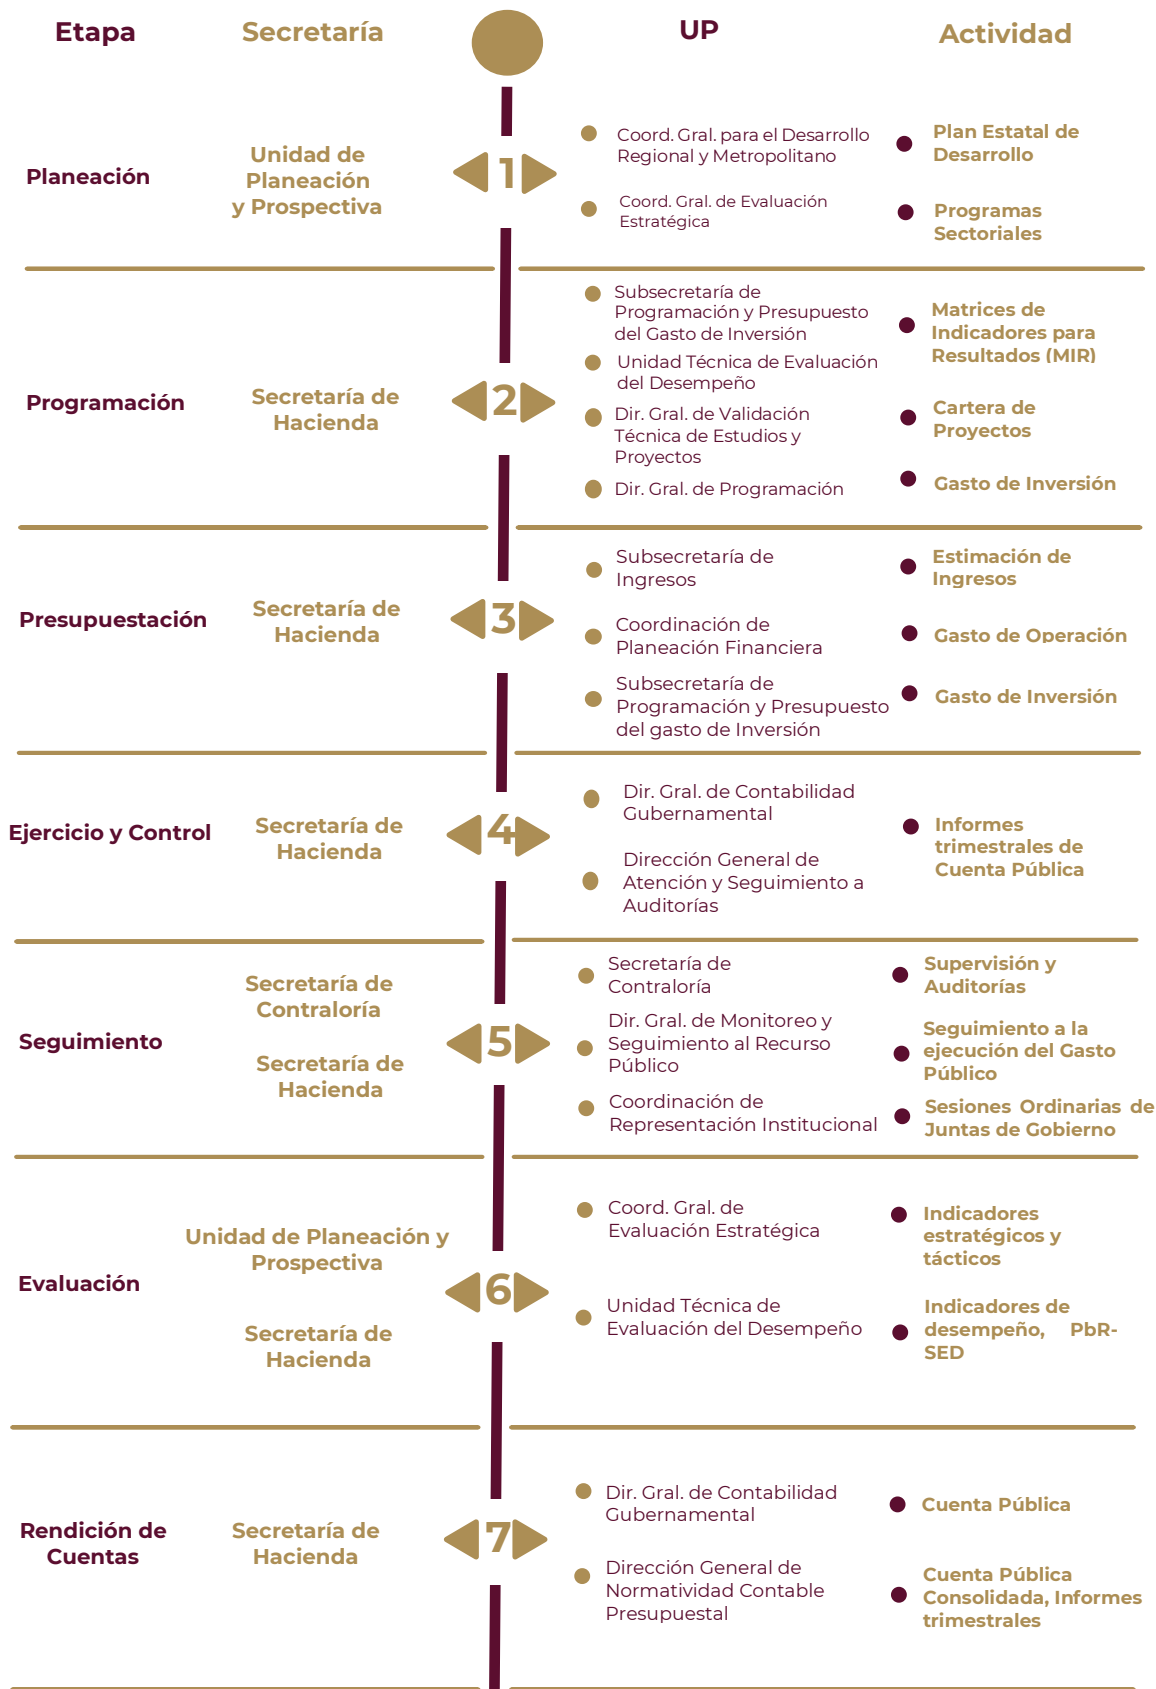 Etapa
Secretaría
UP
Actividad
Planeación
Unidad de
Planeación
y Prospectiva
1
Coord. Gral. para el Desarrollo
Regional y Metropolitano
Coord. Gral. de Evaluación
Estratégica
Plan Estatal de
Desarrollo
Programas
Sectoriales
Programación
Secretaría de
Hacienda
2
Subsecretaría de
Programación y Presupuesto
del Gasto de Inversión
Unidad Técnica de Evaluación
del Desempeño
Dir. Gral. de Validación
Técnica de Estudios y
Proyectos
Dir. Gral. de Programación
Matrices de
Indicadores para
Resultados (MIR)
Cartera de
Proyectos
Gasto de Inversión
Presupuestación
Secretaría de
Hacienda
3
Subsecretaría de
Ingresos
Coordinación de
Planeación Financiera
Subsecretaría de
Programación y Presupuesto
del gasto de Inversión
Estimación de
Ingresos
Gasto de Operación
Gasto de Inversión
Ejercicio y Control
Secretaría de
Hacienda
4
Dir. Gral. de Contabilidad
Gubernamental
Dirección General de
Atención y Seguimiento a
Auditorías
Informes
trimestrales de
Cuenta Pública
Seguimiento
Secretaría de
Contraloría
Secretaría de
Hacienda
5
Secretaría de
Contraloría
Dir. Gral. de Monitoreo y
Seguimiento al Recurso
Público
Coordinación de
Representación Institucional
Supervisión y
Auditorías
Seguimiento a la
ejecución del Gasto
Público
Sesiones Ordinarias de
Juntas de Gobierno
Evaluación
Unidad de Planeación y
Prospectiva
Secretaría de
Hacienda
6
Coord. Gral. de
Evaluación Estratégica
Unidad Técnica de
Evaluación del Desempeño
Indicadores
estratégicos y
tácticos
Indicadores de
desempeño, PbR-
SED
Rendición de
Cuentas
Secretaría de
Hacienda
7
Dir. Gral. de Contabilidad
Gubernamental
Dirección General de
Normatividad Contable
Presupuestal
Cuenta Pública
Cuenta Pública
Consolidada, Informes
trimestrales